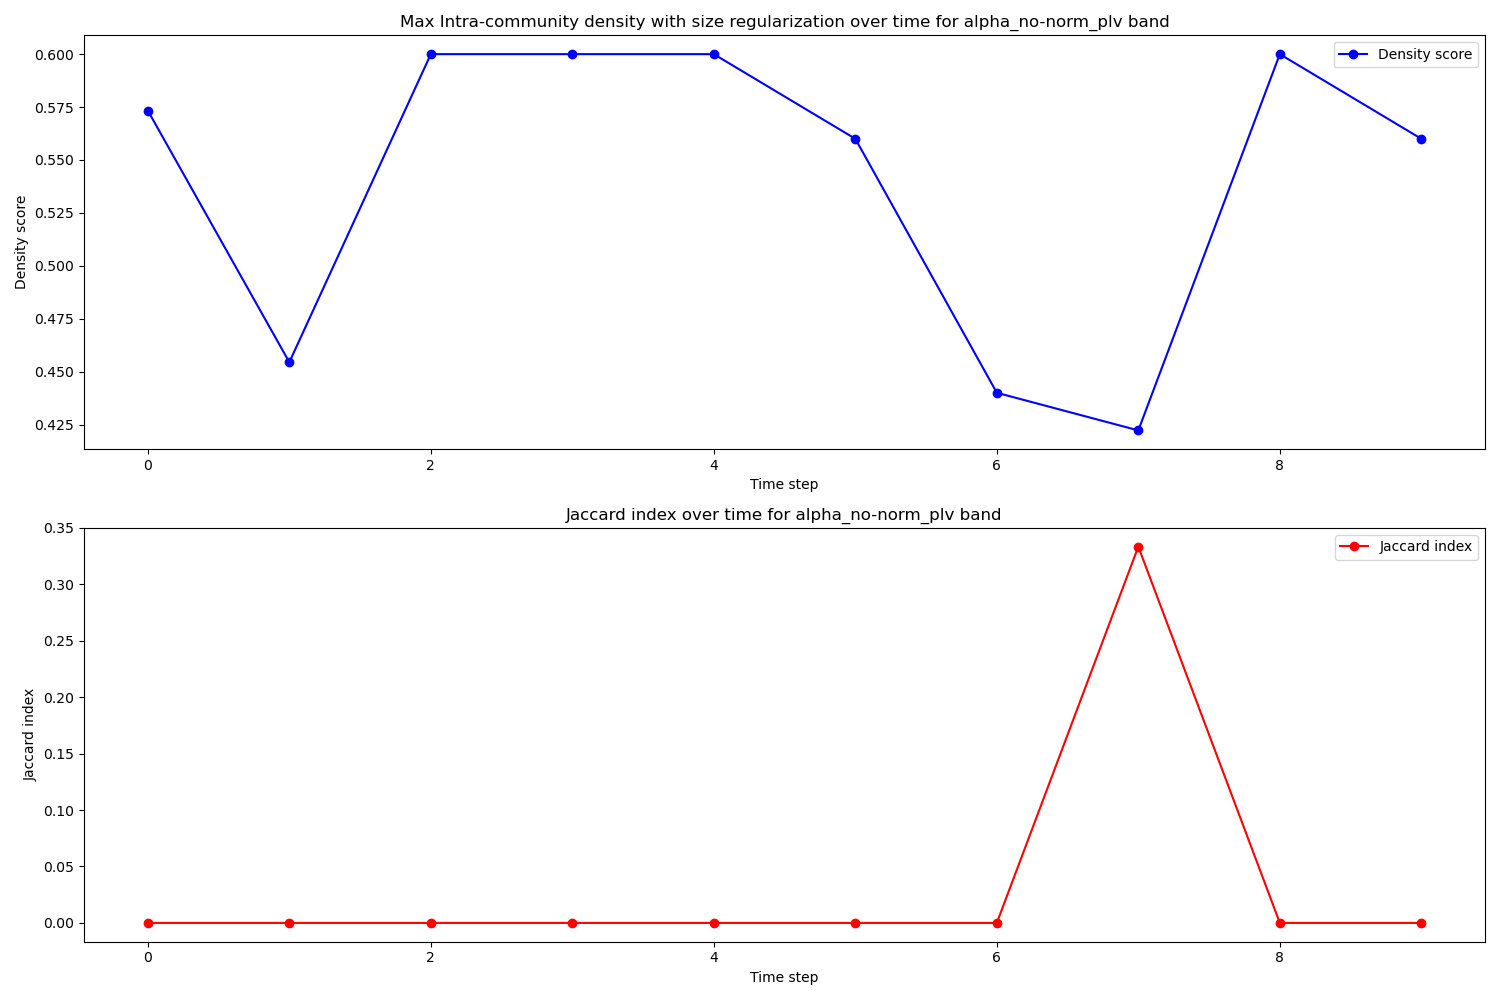 Max Intra-community density with size regularization over time for alpha_no-norm_plv band
Density score
0.600
0.575
0.550
0.525
0.500
0.475
0.450
0.425
Density score
0 2 4 6 8
Time step
Jaccard index over time for alpha_no-norm_plv band
Jaccard index
0.35
0.30
0.25
0.20
0.15
0.10
0.05
0.00
Jaccard index
0 2 4 6 8
Time step